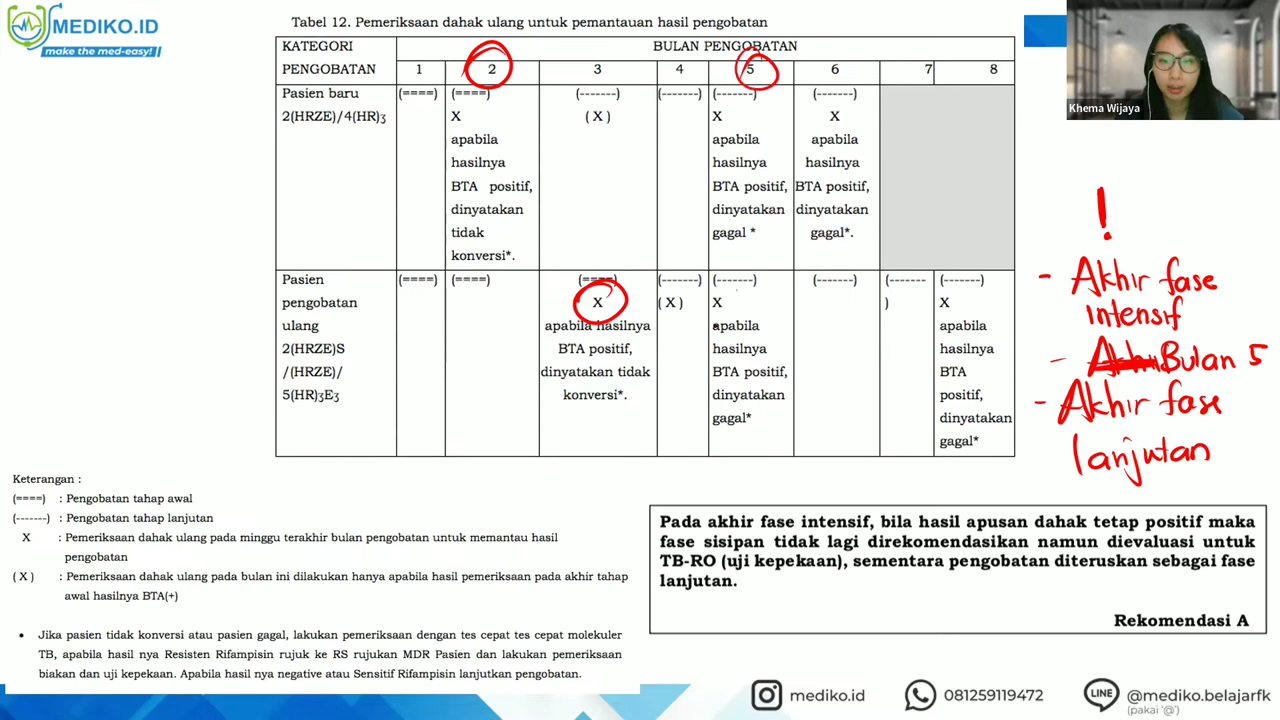 MEDIKO.ID
make the med-easy!
Tabel 12. Pemeriksaan dahak ulang untuk pemantauan hasil pengobatan
KATEGORI PENGOBATAN
BULAN PENGOBATAN
1 2 3 4 5 6 7 8
Pasien baru
2(HRZE)/4(HR)3
(====)
(====)
X
apabila
hasilnya
BTA positif,
dinyatakan
tidak
konversi*.
(-------)
( X )
(-------)
(-------)
X
apabila
hasilnya
BTA positif,
dinyatakan
gagal *
(-------)
X
apabila
hasilnya
BTA positif,
dinyatakan
gagal*.
Pasien
pengobatan
ulang
2(HRZE)S
/(HRZE)/
5(HR)3E3
(====)
(====)
(====)
X
apabila hasilnya
BTA positif,
dinyatakan tidak
konversi*.
(------)
( X )
(-------)
X
apabila
hasilnya
BTA positif,
dinyatakan
gagal*
(-------)
(-------
)
(-------)
X
apabila
hasilnya
BTA
positif,
dinyatakan
gagal*
Khema Wijaya
!
- Akhir fase
intensif
- Bulan 5
- Akhir fase
lanjutan
Keterangan :
(====) : Pengobatan tahap awal
(-------) : Pengobatan tahap lanjutan
X : Pemeriksaan dahak ulang pada minggu terakhir bulan pengobatan untuk memantau hasil
pengobatan
( X ) : Pemeriksaan dahak ulang pada bulan ini dilakukan hanya apabila hasil pemeriksaan pada akhir tahap
awal hasilnya BTA(+)
• Jika pasien tidak konversi atau pasien gagal, lakukan pemeriksaan dengan tes cepat tes cepat molekuler
TB, apabila hasil nya Resisten Rifampisin rujuk ke RS rujukan MDR Pasien dan lakukan pemeriksaan
biakan dan uji kepekaan. Apabila hasil nya negative atau Sensitif Rifampisin lanjutkan pengobatan.
Pada akhir fase intensif, bila hasil apusan dahak tetap positif maka
fase sisipan tidak lagi direkomendasikan namun dievaluasi untuk
TB-RO (uji kepekaan), sementara pengobatan diteruskan sebagai fase
lanjutan.
Rekomendasi A
mediko.id
081259119472
LINE
@mediko.belajarfk
(pakai '@')